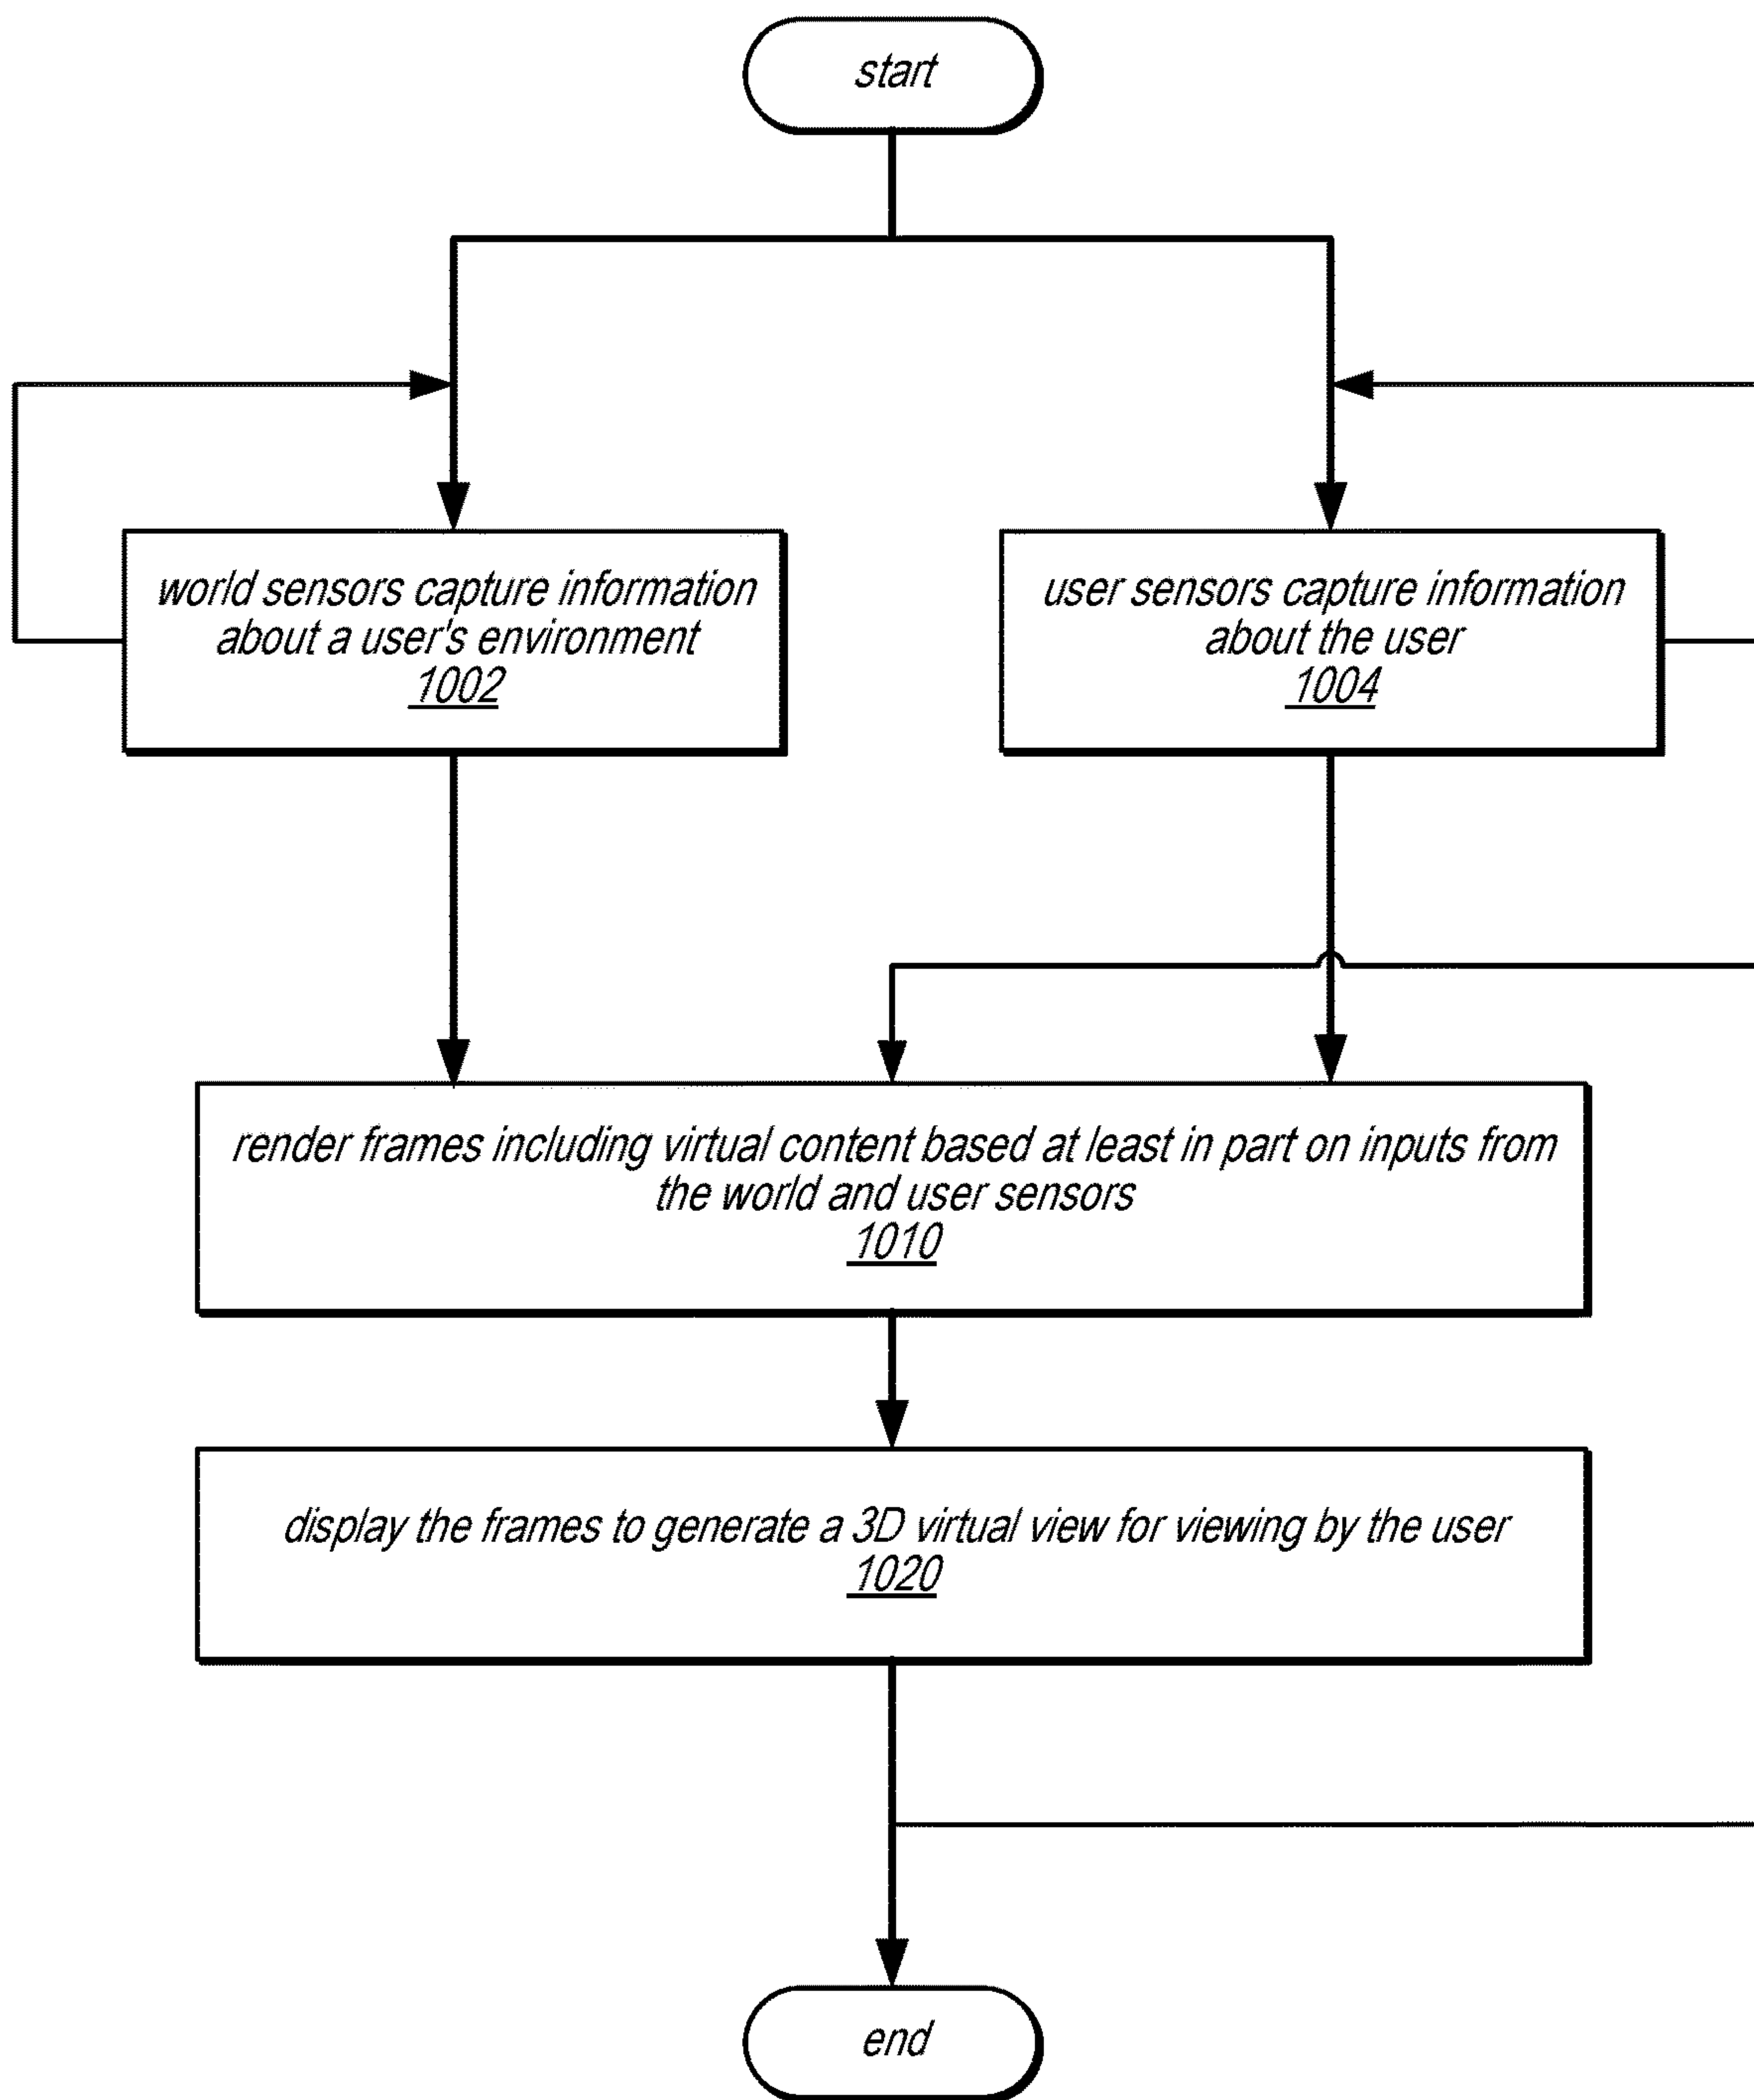 start
world sensors capture information
about a user's environment
1002
user sensors capture information
about the user
1004
render frames including virtual content based at least in part on inputs from
the world and user sensors
1010
display the frames to generate a 3D virtual view for viewing by the user
1020
end